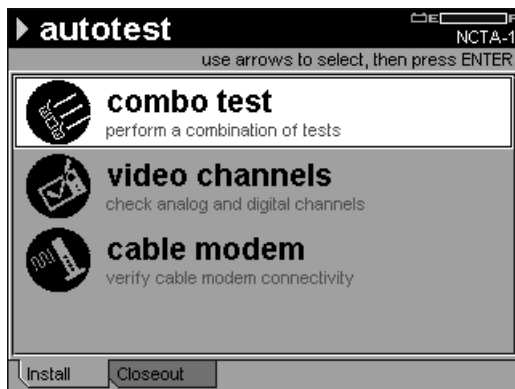 autotest
E F
NCTA-1
use arrows to select, then press ENTER
combo test
perform a combination of tests
video channels
check analog and digital channels
cable modem
verify cable modem connectivity
Install
Closeout